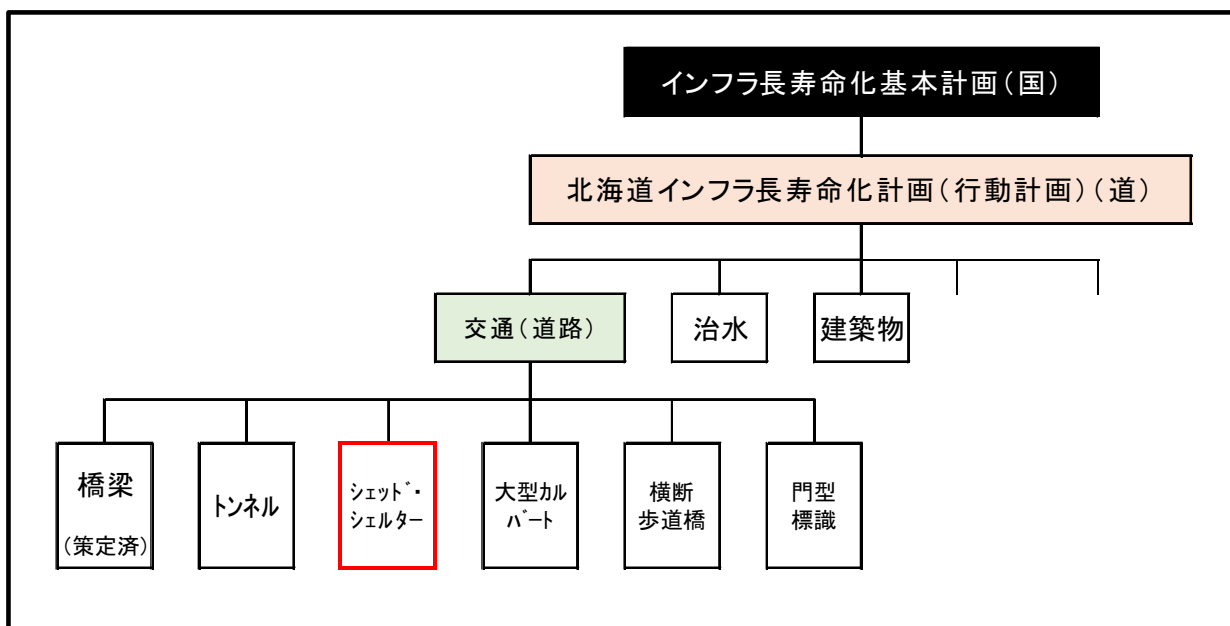 インフラ長寿命化基本計画(国)
北海道インフラ長寿命化計画(行動計画)(道)
交通(道路)
治水
建築物
橋梁
(策定済)
トンネル
シェッド・
シェルター
大型カル
バート
横断
歩道橋
門型
標識